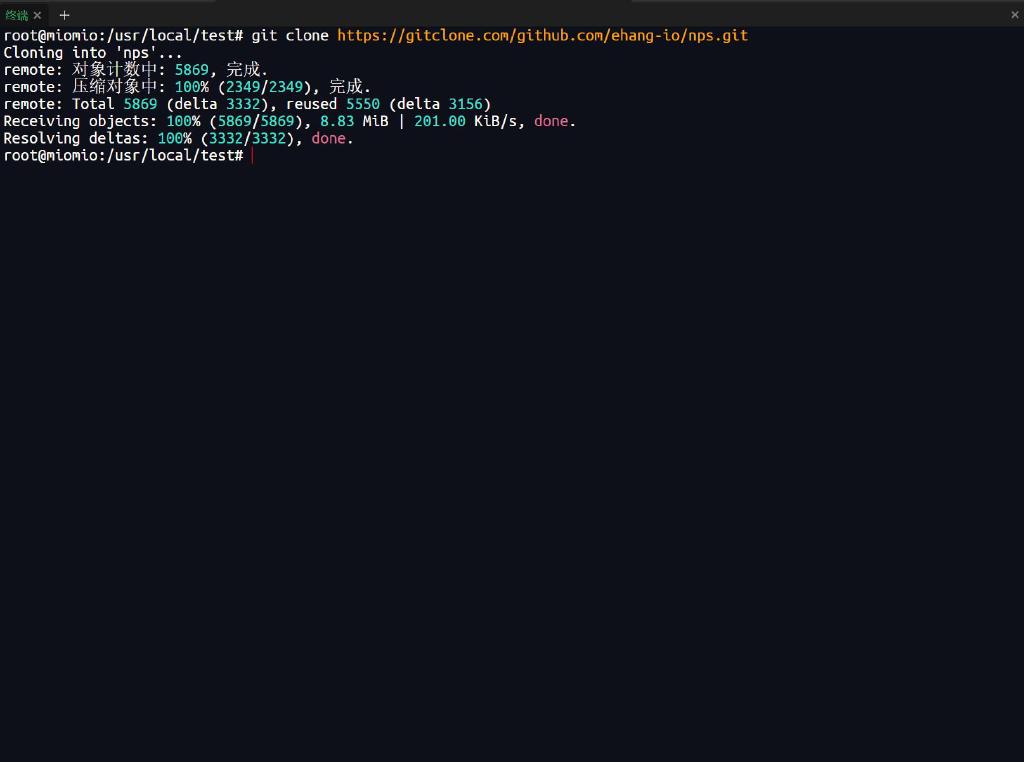 终端
root@miomio:/usr/local/test# git clone https://gitclone.com/github.com/ehang-io/nps.git
Cloning into 'nps'...
remote: 对象计数中: 5869, 完成.
remote: 压缩对象中: 100% (2349/2349), 完成.
remote: Total 5869 (delta 3332), reused 5550 (delta 3156)
Receiving objects: 100% (5869/5869), 8.83 MiB | 201.00 KiB/s, done.
Resolving deltas: 100% (3332/3332), done.
root@miomio:/usr/local/test#